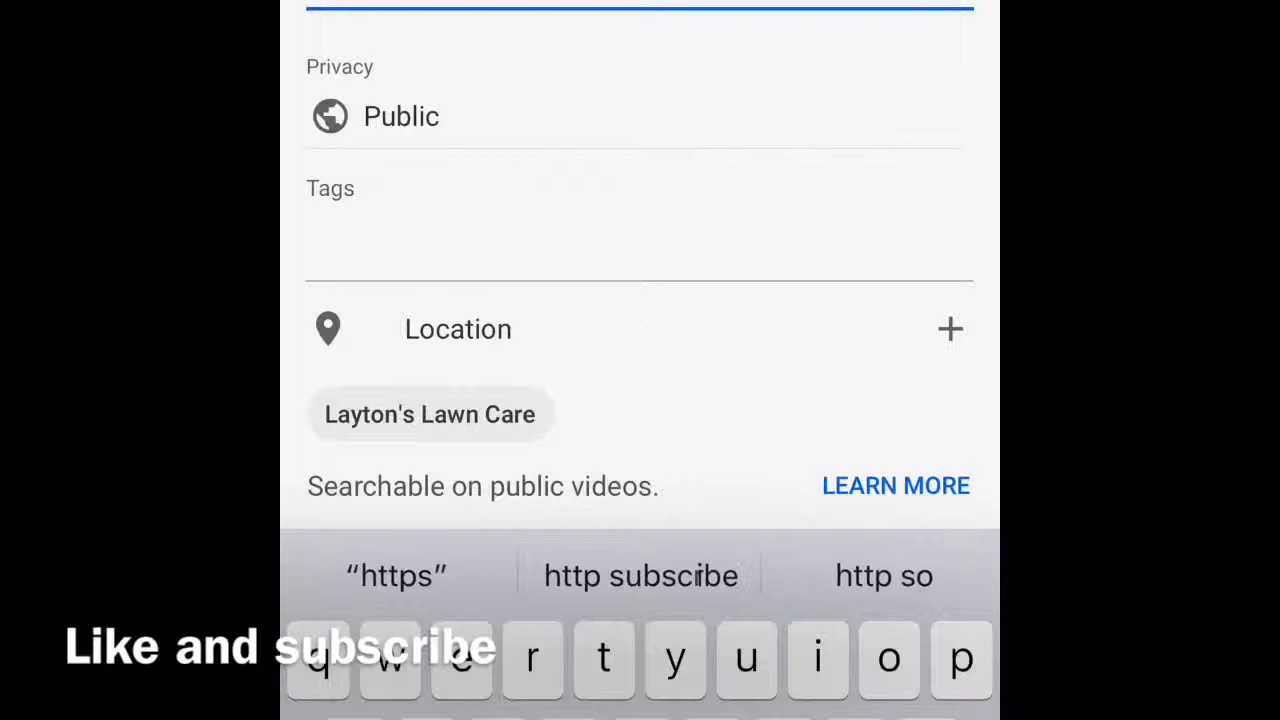 Privacy
Public
Tags
Location +
Layton's Lawn Care
Searchable on public videos. LEARN MORE
“https” http subscribe http so
Like and subscribe
q w e r t y u i o p